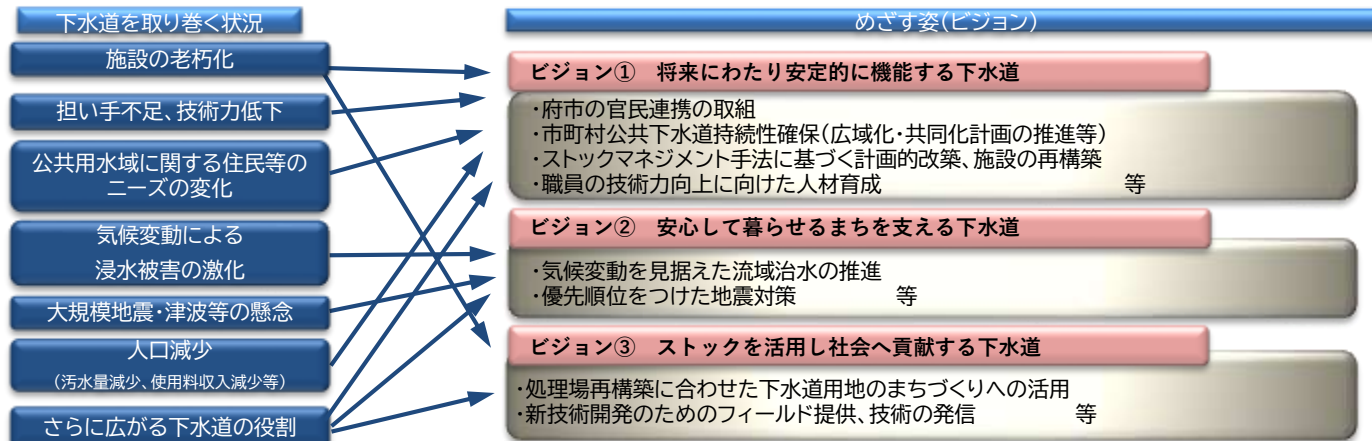 下水道を取り巻く状況
施設の老朽化
担い手不足、技術力低下
公共用水域に関する住民等の
ニーズの変化
気候変動による
浸水被害の激化
大規模地震・津波等の懸念
人口減少
(汚水量減少、使用料収入減少等)
さらに広がる下水道の役割
めざす姿(ビジョン)
ビジョン① 将来にわたり安定的に機能する下水道
・府市の官民連携の取組
・市町村公共下水道持続性確保(広域化・共同化計画の推進等)
・ストックマネジメント手法に基づく計画的改築、施設の再構築
・職員の技術力向上に向けた人材育成 等
ビジョン② 安心して暮らせるまちを支える下水道
・気候変動を見据えた流域治水の推進
・優先順位をつけた地震対策 等
ビジョン③ ストックを活用し社会へ貢献する下水道
・処理場再構築に合わせた下水道用地のまちづくりへの活用
・新技術開発のためのフィールド提供、技術の発信 等